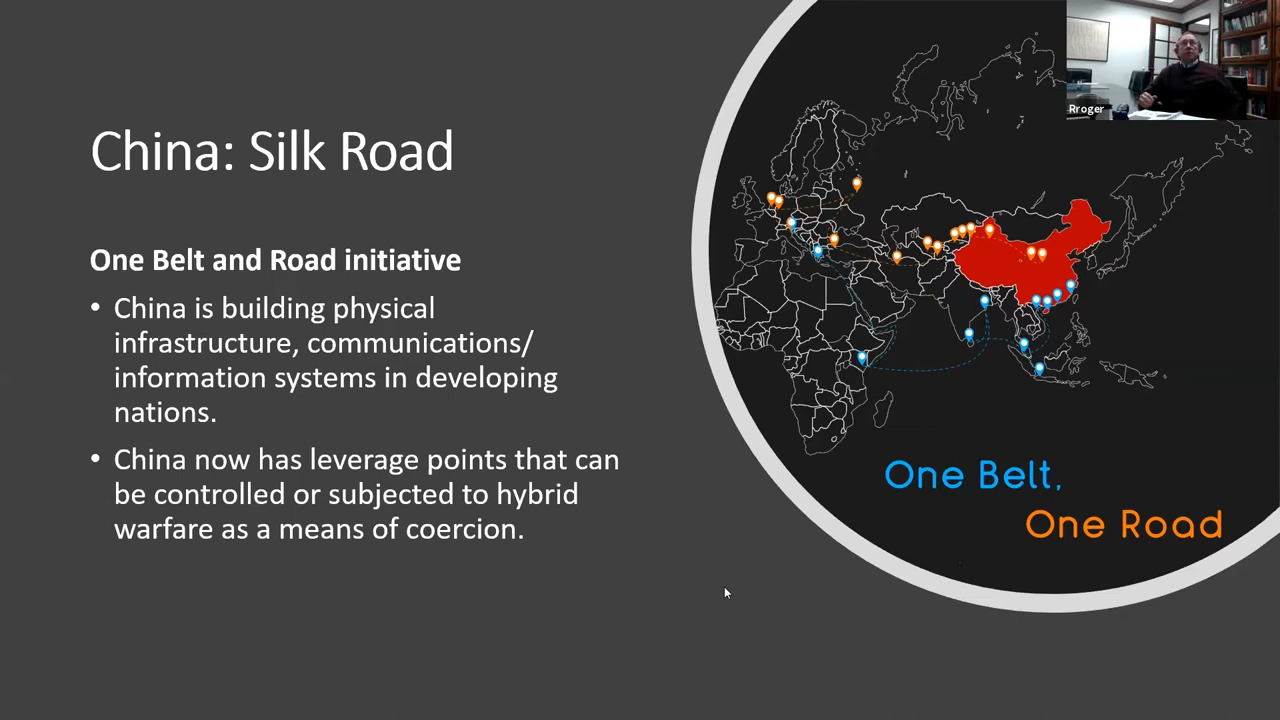 China: Silk Road
One Belt and Road initiative
• China is building physical
infrastructure, communications/
information systems in developing
nations.
• China now has leverage points that can
be controlled or subjected to hybrid
warfare as a means of coercion.
Rroger
One Belt,
One Road